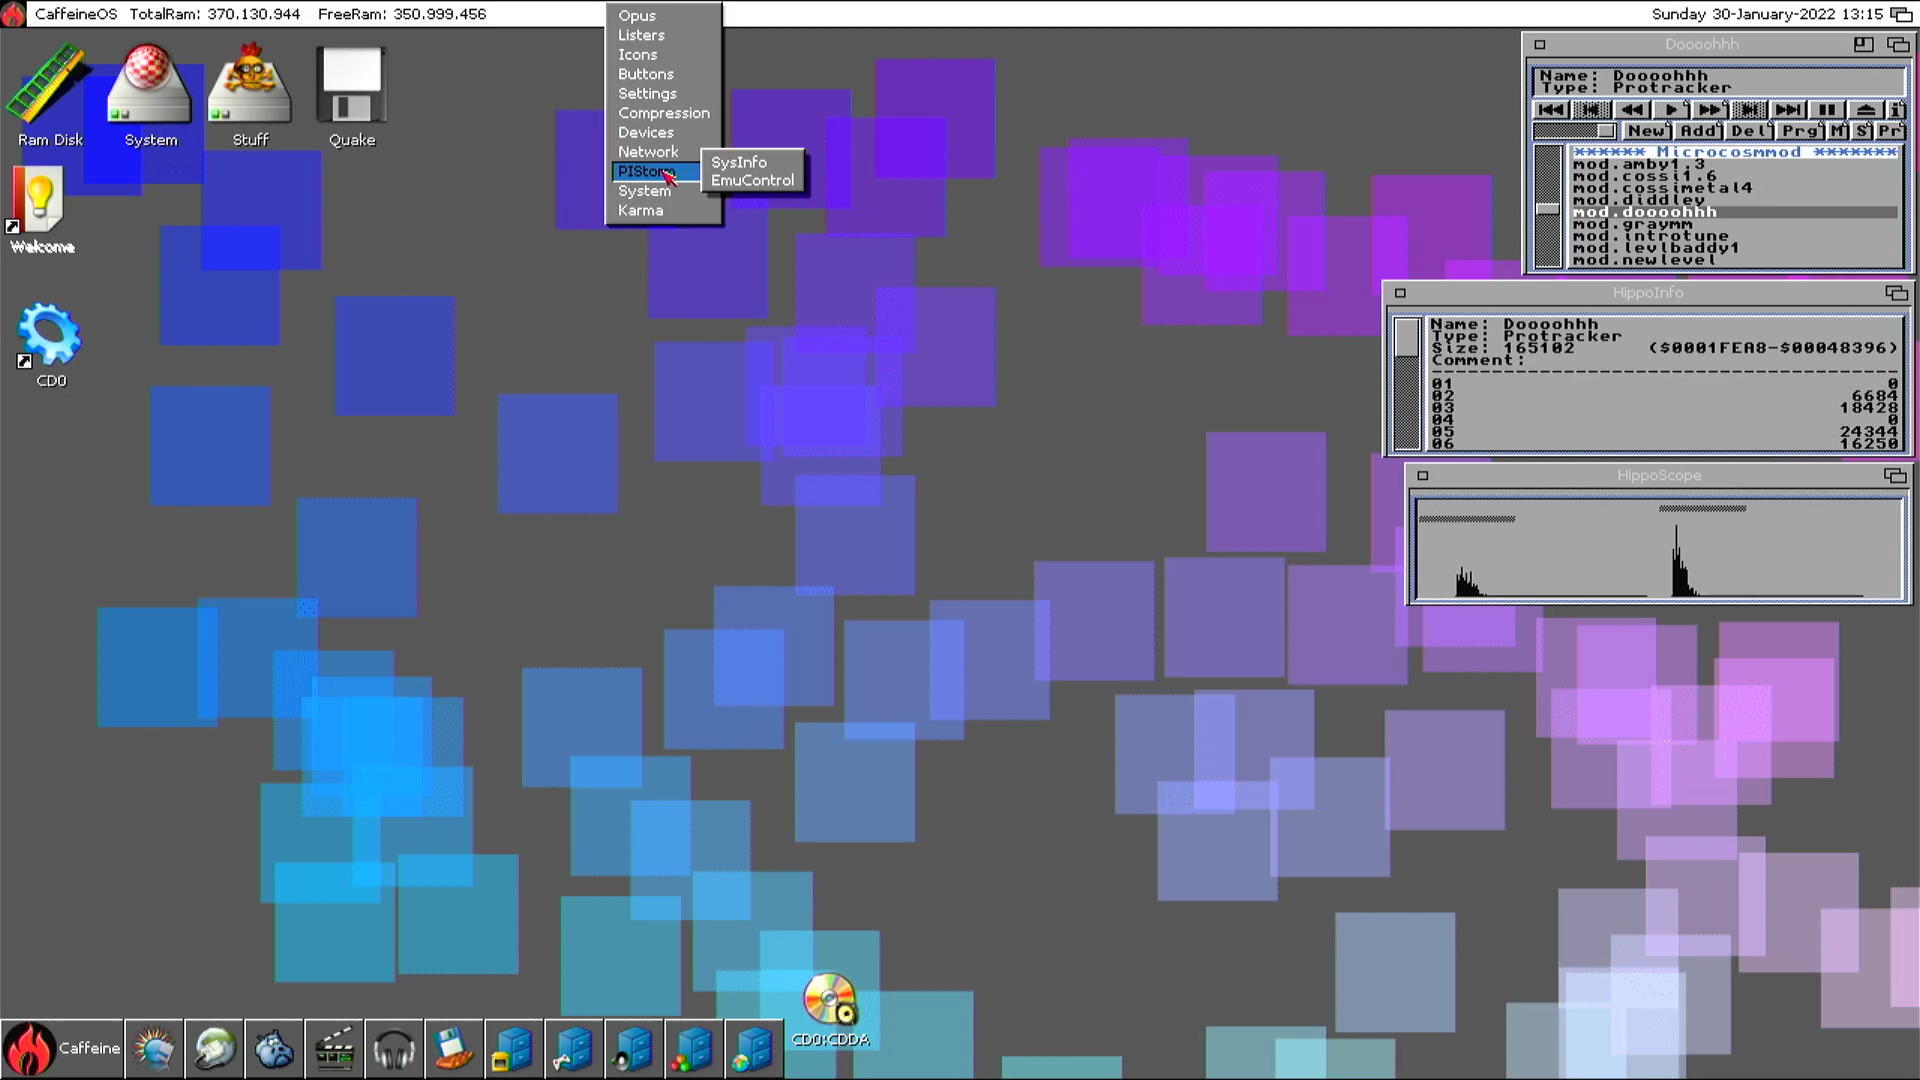 CaffeineOS TotalRam: 370.130.944 FreeRam: 350.999.456
Sunday 30-January-2022 13:15
Opus
Listers
Icons
Buttons
Settings
Compression
Devices
Network
PIStorm
System
Karma
SysInfo
EmuControl
Ram Disk
System
Stuff
Quake
Welcome
CD0
Doooohhh
Name: Doooohhh
Type: Protracker
New Add Del Prg M S Pr
****** Microcosmmod *******
mod.amby1.3
mod.cossi1.6
mod.cossimetal4
mod.diddley
mod.doooohhh
mod.graymm
mod.introtune
mod.levlbaddy1
mod.newlevel
HippoInfo
Name: Doooohhh
Type: Protracker
Size: 165102 ($0001FEA8-$00048396)
Comment:
01 0
02 6684
03 18428
04 0
05 24344
06 16250
HippoScope
Caffeine
CD0:CDDA